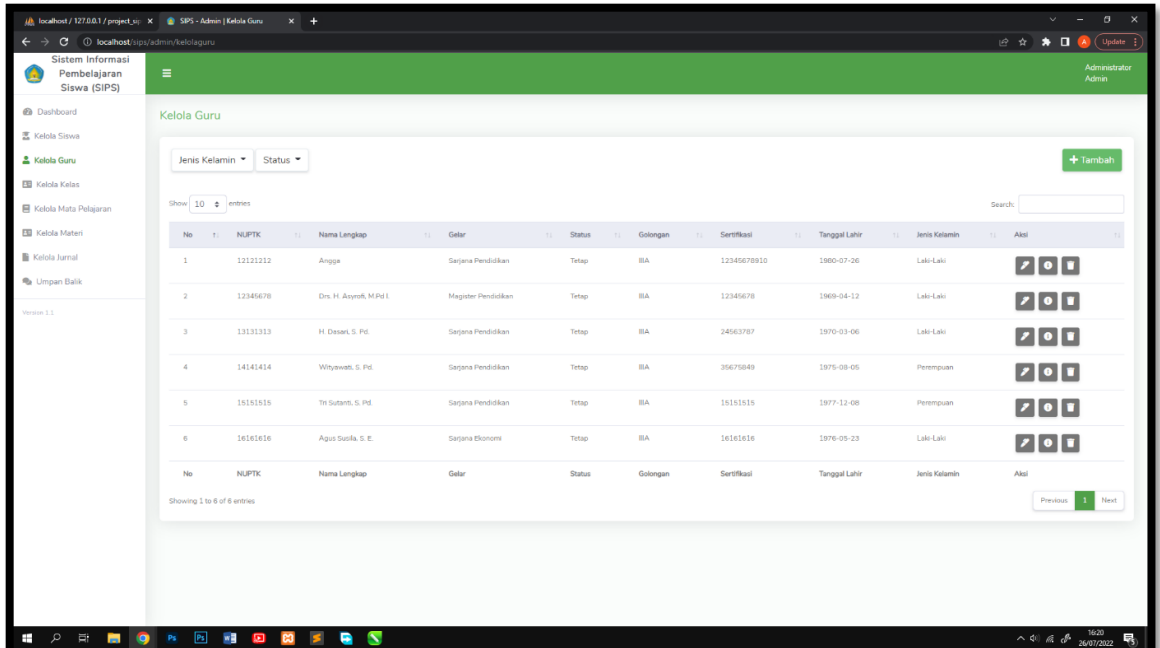 localhost / 127.0.0.1 / project_sip
SIPS - Admin | Kelola Guru
localhost/sips/admin/kelolaguru
Update
Sistem Informasi
Pembelajaran
Siswa (SIPS)
Administrator
Admin
Dashboard
Kelola Siswa
Kelola Guru
Kelola Kelas
Kelola Mata Pelajaran
Kelola Materi
Kelola Jurnal
Umpan Balik
Version 1.1
Kelola Guru
Jenis Kelamin Status
Tambah
Show 10 entries Search:
No NUPTK Nama Lengkap Gelar Status Golongan Sertifikasi Tanggal Lahir Jenis Kelamin Aksi
1 12121212 Angga Sarjana Pendidikan Tetap IIIA 12345678910 1980-07-26 Laki-Laki
2 12345678 Drs. H. Asyrofi, M.Pd I. Magister Pendidikan Tetap IIIA 12345678 1969-04-12 Laki-Laki
3 13131313 H. Dasari, S. Pd. Sarjana Pendidikan Tetap IIIA 24563787 1970-03-06 Laki-Laki
4 14141414 Wityawati, S. Pd. Sarjana Pendidikan Tetap IIIA 35675849 1975-08-05 Perempuan
5 15151515 Tri Sutanti, S. Pd. Sarjana Pendidikan Tetap IIIA 15151515 1977-12-08 Perempuan
6 16161616 Agus Susila, S. E. Sarjana Ekonomi Tetap IIIA 16161616 1976-05-23 Laki-Laki
No NUPTK Nama Lengkap Gelar Status Golongan Sertifikasi Tanggal Lahir Jenis Kelamin Aksi
Showing 1 to 6 of 6 entries
Previous 1 Next
16:20
26/07/2022